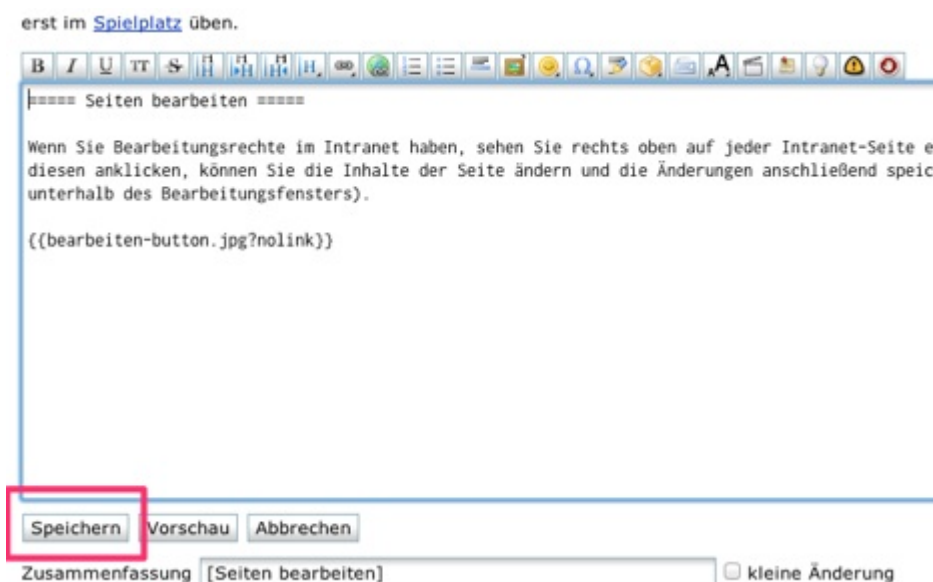 erst im Spielplatz üben.
B I U TT S H H H H Ω A
===== Seiten bearbeiten =====
Wenn Sie Bearbeitungsrechte im Intranet haben, sehen Sie rechts oben auf jeder Intranet-Seite e
diesen anklicken, können Sie die Inhalte der Seite ändern und die Änderungen anschließend speic
unterhalb des Bearbeitungsfensters).
{{bearbeiten-button.jpg?nolink}}
Speichern Vorschau Abbrechen
Zusammenfassung [Seiten bearbeiten] kleine Änderung